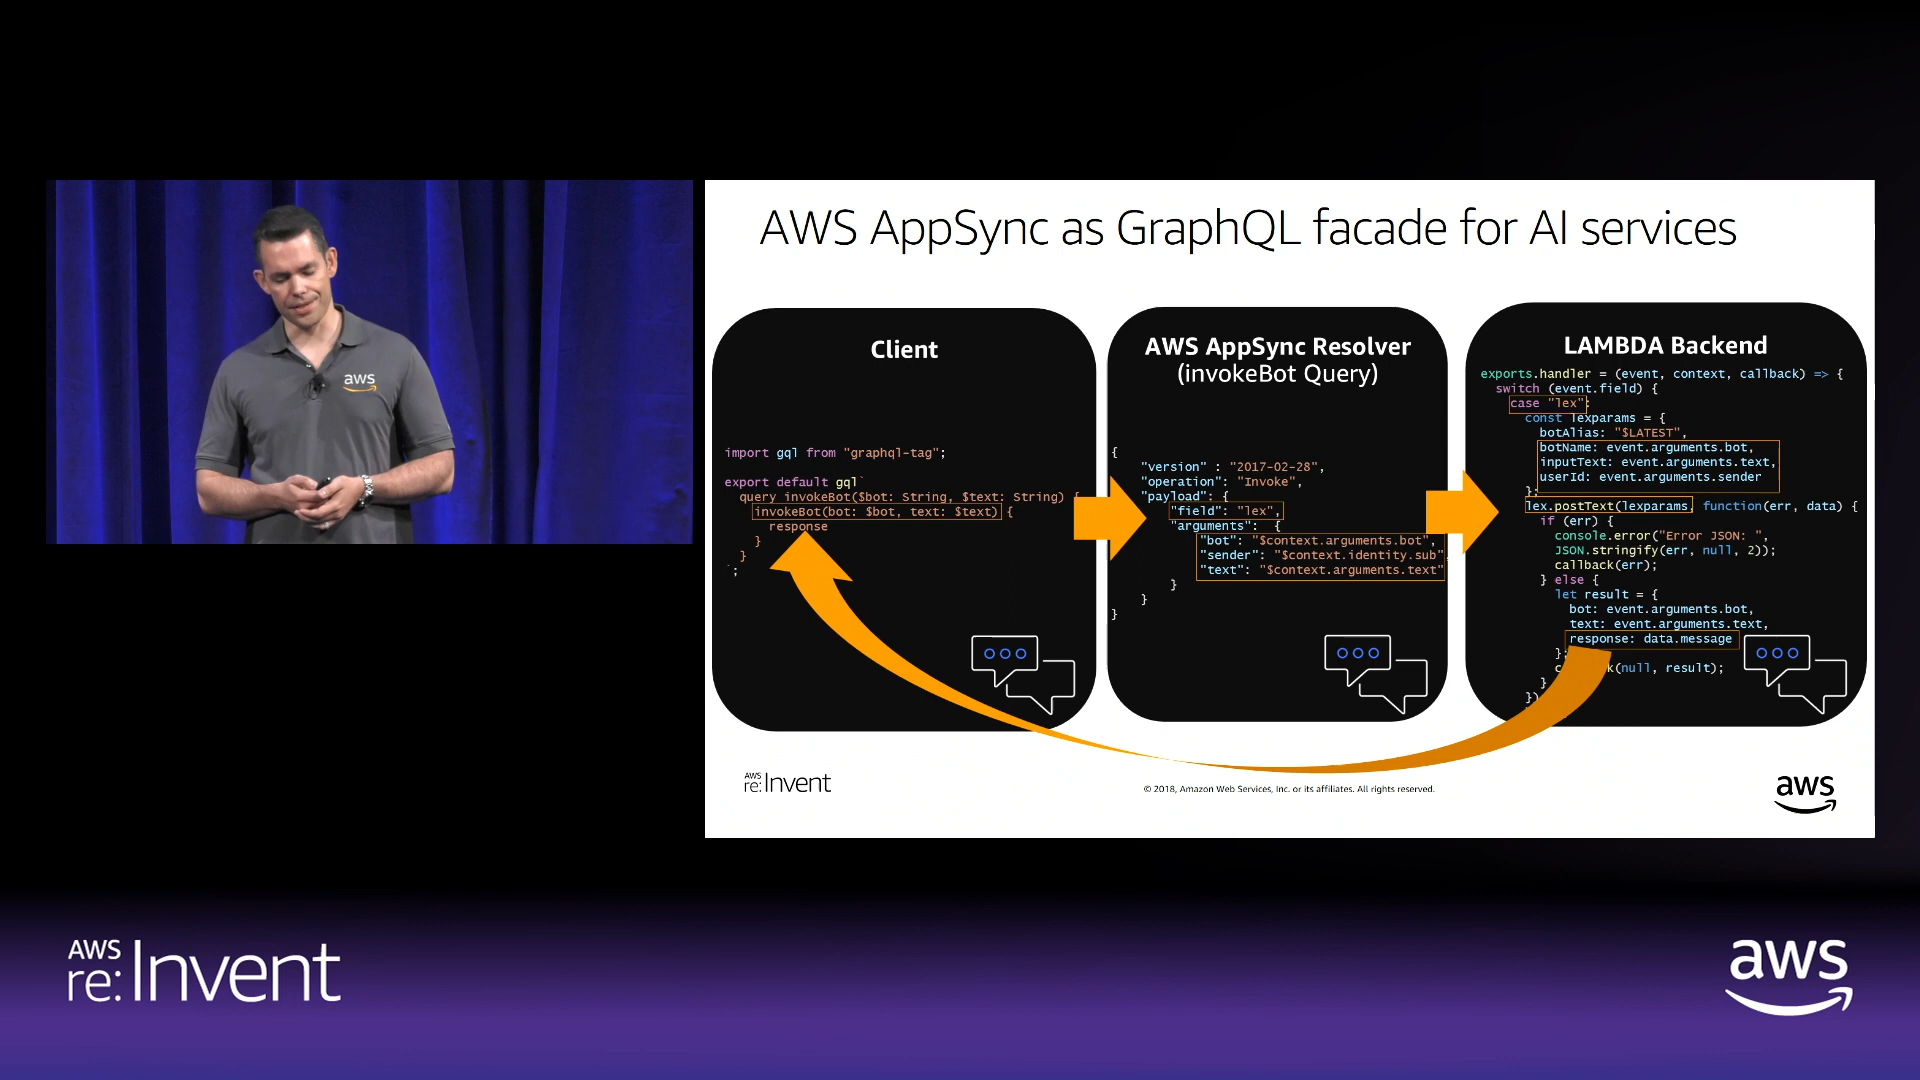 aws
AWS AppSync as GraphQL facade for AI services
Client
import gql from "graphql-tag";
export default gql`
query invokeBot($bot: String, $text: String) {
invokeBot(bot: $bot, text: $text) {
response
}
}
`;
AWS AppSync Resolver
(invokeBot Query)
{
"version" : "2017-02-28",
"operation": "Invoke",
"payload": {
"field": "lex",
"arguments": {
"bot": "$context.arguments.bot",
"sender": "$context.identity.sub"
"text": "$context.arguments.text"
}
}
}
LAMBDA Backend
exports.handler = (event, context, callback) => {
switch (event.field) {
case "lex":
const lexparams = {
botAlias: "$LATEST",
botName: event.arguments.bot,
inputText: event.arguments.text,
userId: event.arguments.sender
};
lex.postText(lexparams, function(err, data) {
if (err) {
console.error("Error JSON: ",
JSON.stringify(err, null, 2));
callback(err);
} else {
let result = {
bot: event.arguments.bot,
text: event.arguments.text,
response: data.message
};
(null, result);
}
})
AWS
re:Invent
© 2018, Amazon Web Services, Inc. or its affiliates. All rights reserved.
aws
AWS
re:Invent
aws